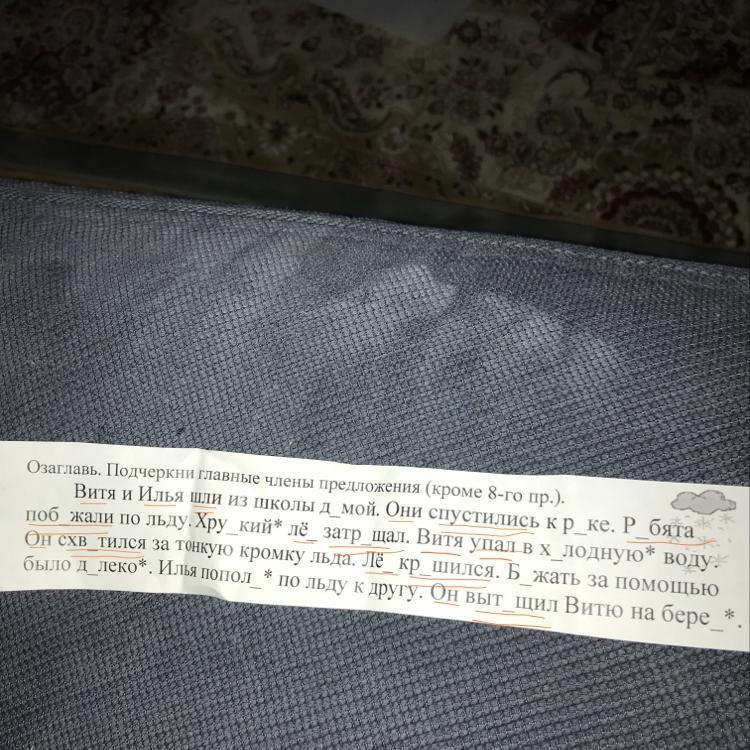 Озаглавь. Подчеркни главные члены предложения (кроме 8-го пр.).
Витя и Илья шли из школы д_мой. Они спустились к р_ке. Р_бята
поб_жали по льду. Хру_кий* лё_ затр_щал. Витя упал в х_лодную* воду.
Он схв_тился за тонкую кромку льда. Лё_ кр_шился. Б_жать за помощью
было д_леко*. Илья попол_* по льду к другу. Он выт_щил Витю на бере_*.